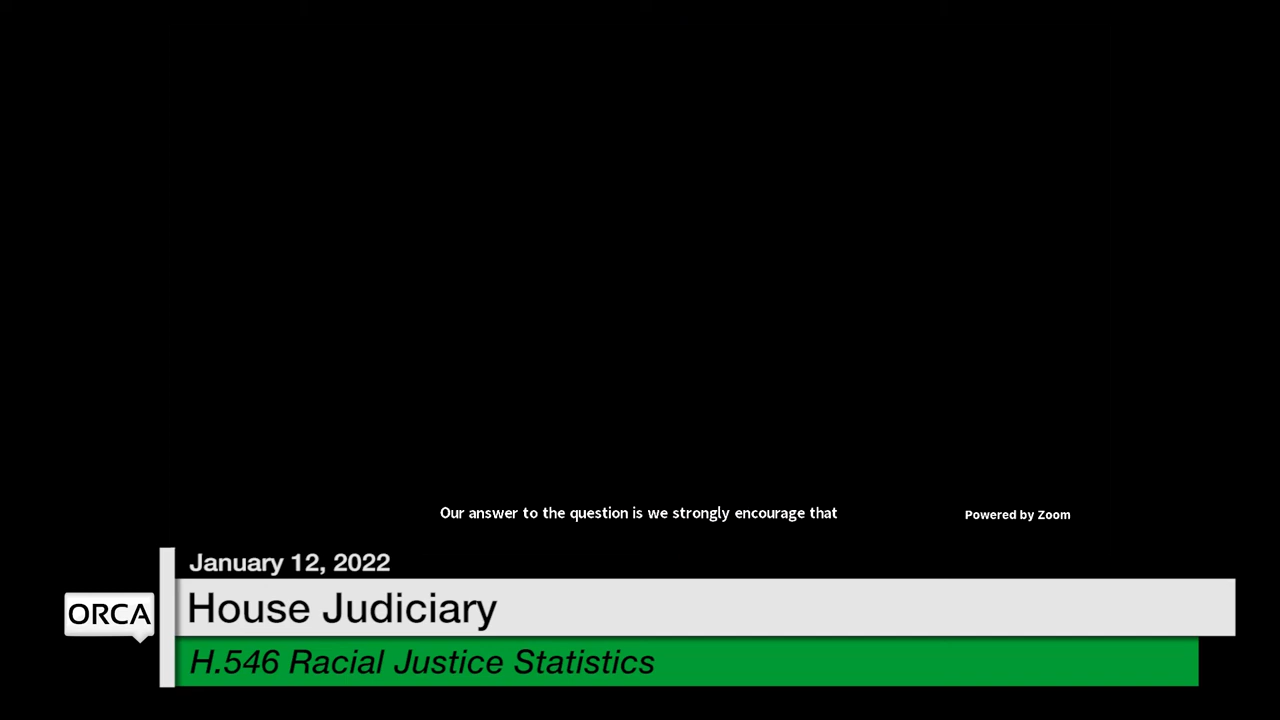 Our answer to the question is we strongly encourage that
Powered by Zoom
January 12, 2022
House Judiciary
ORCA
H.546 Racial Justice Statistics